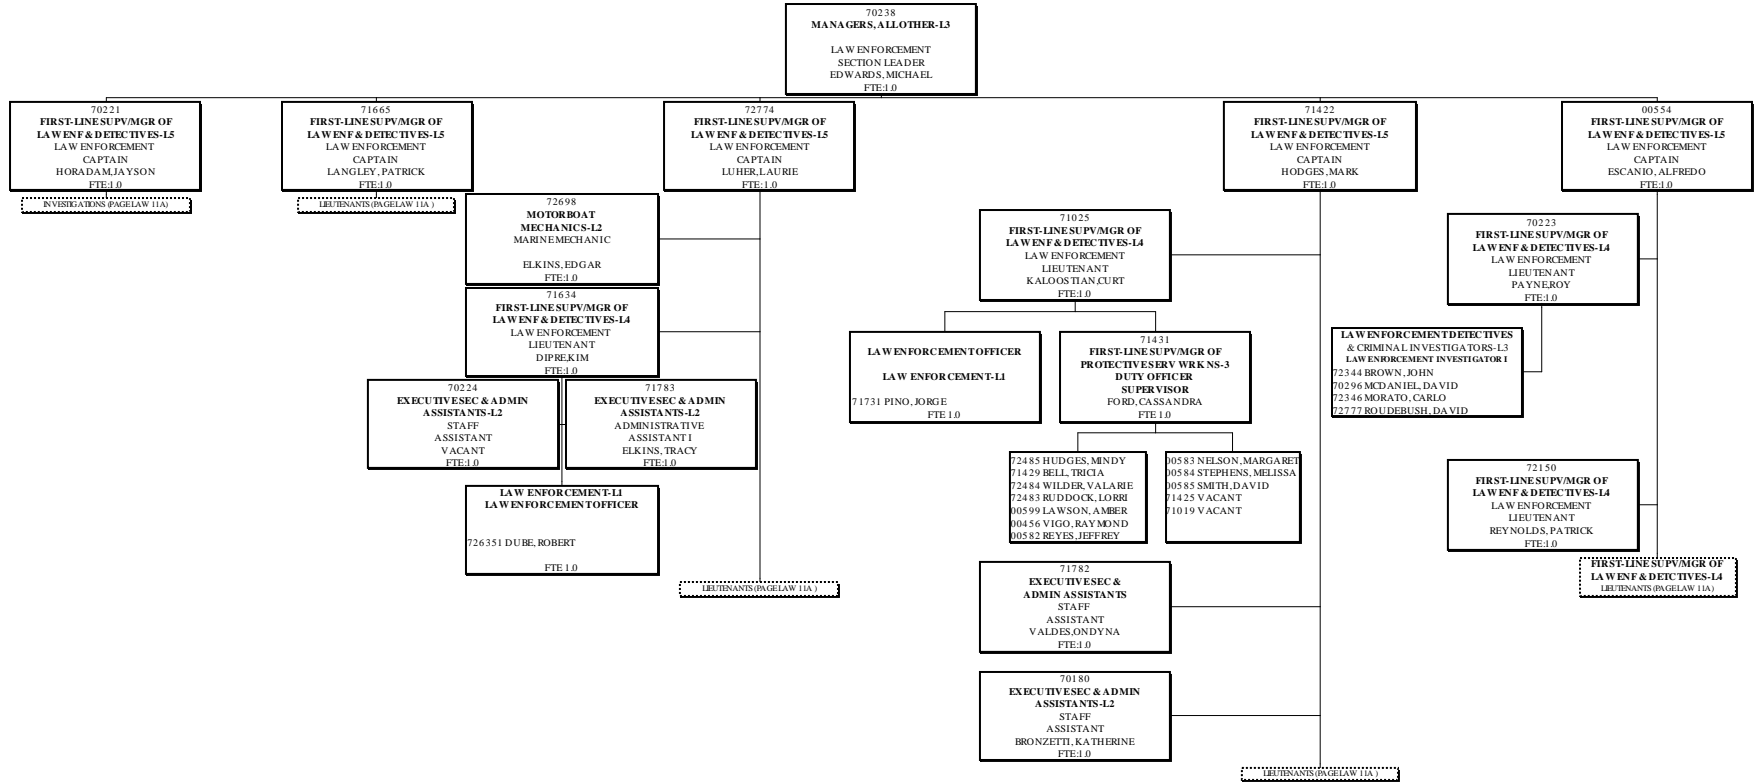 70238
MANAGERS, ALL OTHER-L3
LAW ENFORCEMENT
SECTION LEADER
EDWARDS, MICHAEL
FTE:1.0
70221
FIRST-LINE SUPV/MGR OF
LAW ENF & DETECTIVES-L5
LAW ENFORCEMENT
CAPTAIN
HORADAM, JAYSON
FTE:1.0
INVESTIGATIONS (PAGE LAW 11A)
71665
FIRST-LINE SUPV/MGR OF
LAW ENF & DETECTIVES-L5
LAW ENFORCEMENT
CAPTAIN
LANGLEY, PATRICK
FTE:1.0
LIEUTENANTS (PAGE LAW 11A )
72774
FIRST-LINE SUPV/MGR OF
LAW ENF & DETECTIVES-L5
LAW ENFORCEMENT
CAPTAIN
LUHER, LAURIE
FTE:1.0
72698
MOTORBOAT
MECHANICS-L2
MARINE MECHANIC
ELKINS, EDGAR
FTE:1.0
71634
FIRST-LINE SUPV/MGR OF
LAW ENF & DETECTIVES-L4
LAW ENFORCEMENT
LIEUTENANT
DIPRE,KIM
FTE:1.0
70224
EXECUTIVE SEC & ADMIN
ASSISTANTS-L2
STAFF
ASSISTANT
VACANT
FTE:1.0
71783
EXECUTIVE SEC & ADMIN
ASSISTANTS-L2
ADMINISTRATIVE
ASSISTANT I
ELKINS, TRACY
FTE:1.0
LAW ENFORCEMENT-L1
LAW ENFORCEMENT OFFICER
726351 DUBE, ROBERT
FTE 1.0
LIEUTENANTS (PAGE LAW 11A )
71422
FIRST-LINE SUPV/MGR OF
LAW ENF & DETECTIVES-L5
LAW ENFORCEMENT
CAPTAIN
HODGES, MARK
FTE:1.0
71025
FIRST-LINE SUPV/MGR OF
LAW ENF & DETECTIVES-L4
LAW ENFORCEMENT
LIEUTENANT
KALOOSTIAN,CURT
FTE:1.0
LAW ENFORCEMENT OFFICER
LAW ENFORCEMENT-L1
71731 PINO, JORGE
FTE 1.0
71431
FIRST-LINE SUPV/MGR OF
PROTECTIVE SERV WRKNS-3
DUTY OFFICER
SUPERVISOR
FORD, CASSANDRA
FTE 1.0
72485 HUDGES, MINDY
71429 BELL, TRICIA
72484 WILDER, VALARIE
72483 RUDDOCK, LORRI
00599 LAWSON, AMBER
00456 VIGO, RAYMOND
00582 REYES, JEFFREY
00583 NELSON, MARGARET
00584 STEPHENS, MELISSA
00585 SMITH, DAVID
71425 VACANT
71019 VACANT
71782
EXECUTIVE SEC &
ADMIN ASSISTANTS
STAFF
ASSISTANT
VALDES, ONDYNA
FTE:1.0
70180
EXECUTIVE SEC & ADMIN
ASSISTANTS-L2
STAFF
ASSISTANT
BRONZETTI, KATHERINE
FTE:1.0
LIEUTENANTS (PAGE LAW 11A )
00554
FIRST-LINE SUPV/MGR OF
LAW ENF & DETECTIVES-L5
LAW ENFORCEMENT
CAPTAIN
ESCANIO, ALFREDO
FTE:1.0
70223
FIRST-LINE SUPV/MGR OF
LAW ENF & DETECTIVES-L4
LAW ENFORCEMENT
LIEUTENANT
PAYNE,ROY
FTE:1.0
LAW ENFORCEMENT DETECTIVES
& CRIMINAL INVESTIGATORS-L3
LAW ENFORCEMENT INVESTIGATOR I
72344 BROWN, JOHN
70296 MCDANIEL, DAVID
72346 MORATO, CARLO
72777 ROUDEBUSH, DAVID
72150
FIRST-LINE SUPV/MGR OF
LAW ENF & DETECTIVES-L4
LAW ENFORCEMENT
LIEUTENANT
REYNOLDS, PATRICK
FTE:1.0
FIRST-LINE SUPV/MGR OF
LAW ENF & DETCTIVES-L4
LIEUTENANTS (PAGE LAW 11A)